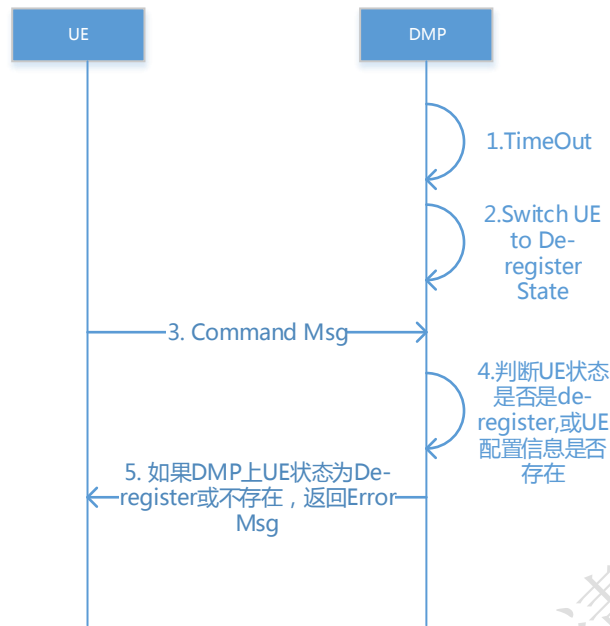 UE
DMP
1.TimeOut
2.Switch UE
to De-
register
State
3. Command Msg
4.判断UE状态
是否是de-
register,或UE
配置信息是否
存在
5. 如果DMP上UE状态为De-
register或不存在，返回Error
Msg